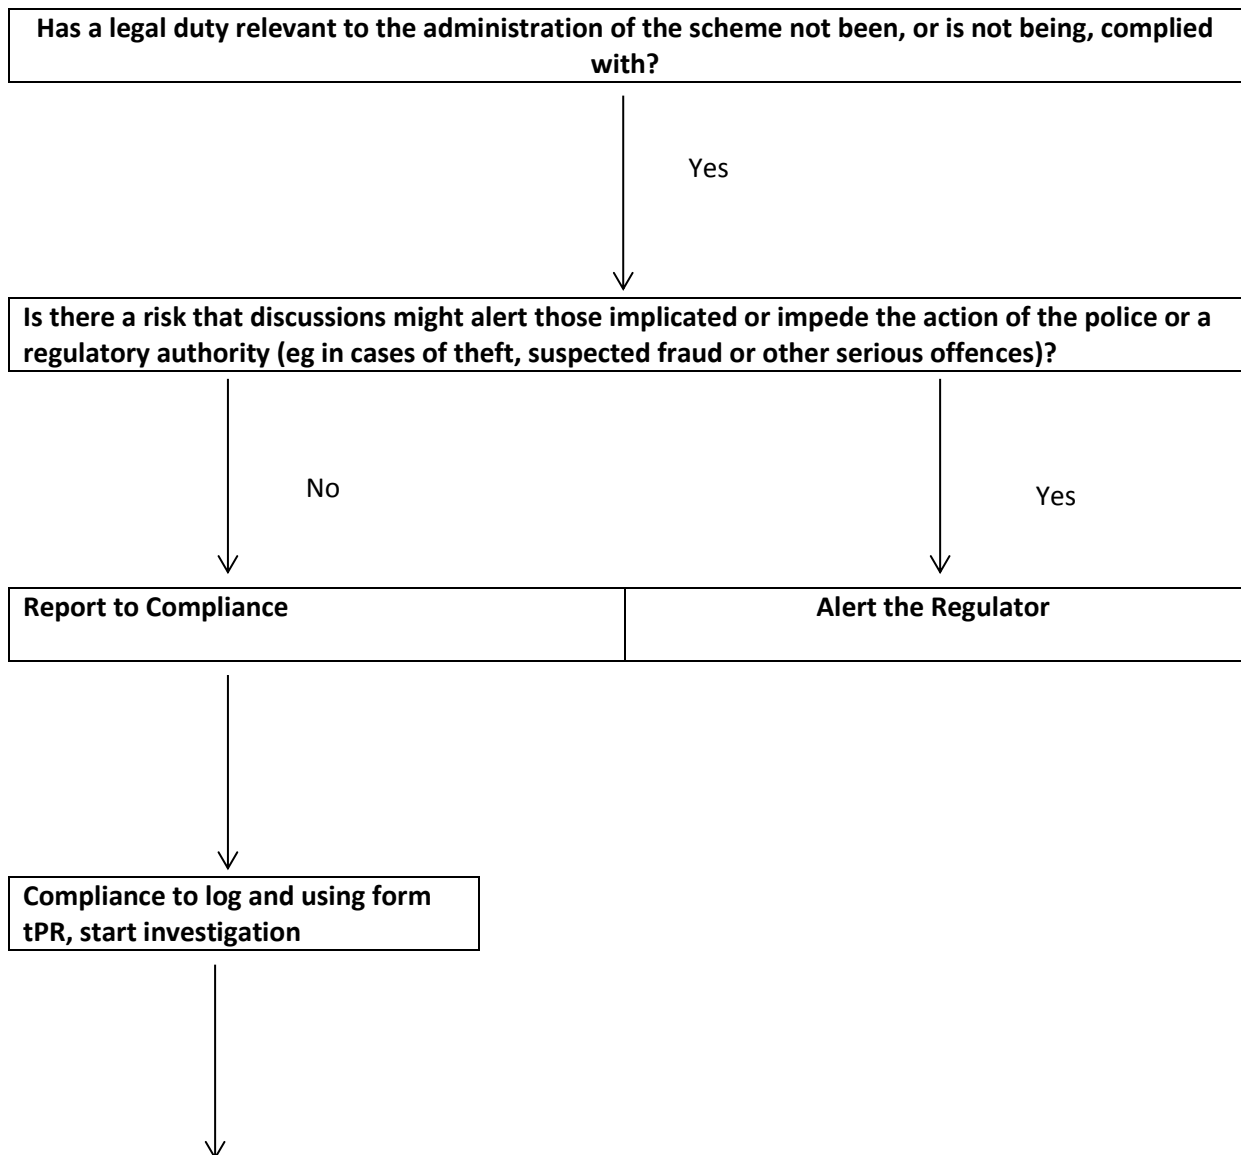 Has a legal duty relevant to the administration of the scheme not been, or is not being, complied
with?
Yes
Is there a risk that discussions might alert those implicated or impede the action of the police or a
regulatory authority (eg in cases of theft, suspected fraud or other serious offences)?
No
Yes
Report to Compliance
Alert the Regulator
Compliance to log and using form
tPR, start investigation